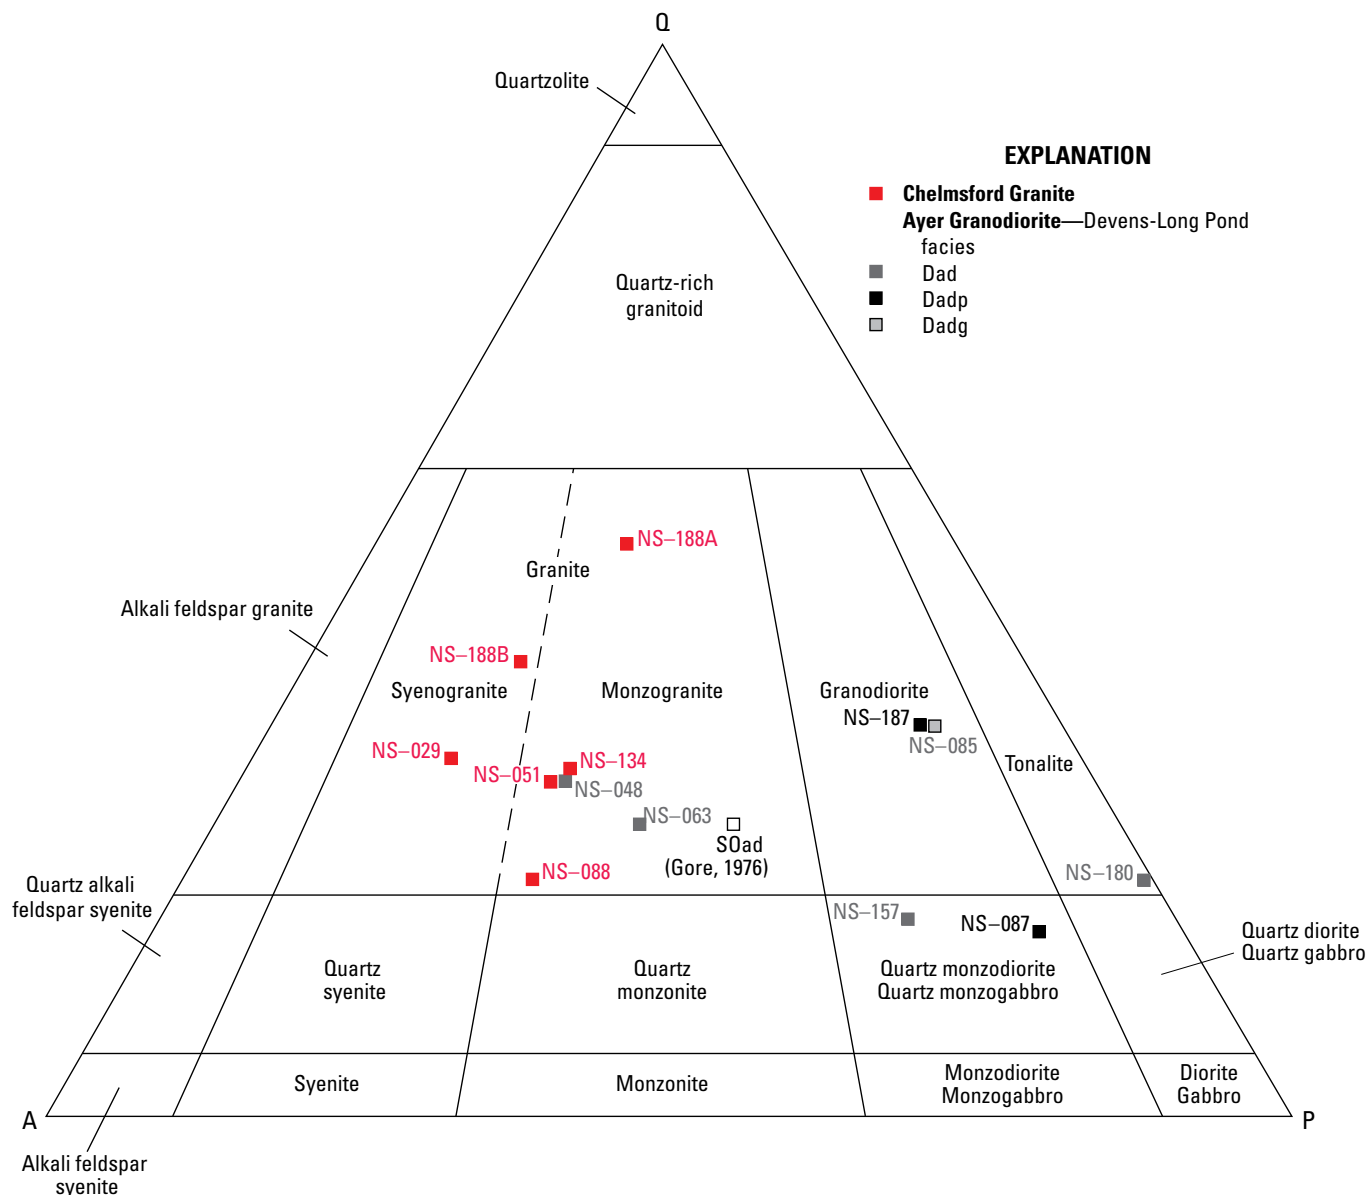 Q
Quartzolite
EXPLANATION
Chelmsford Granite
Ayer Granodiorite—Devens-Long Pond
facies
Dad
Dadp
Dadg
Quartz-rich
granitoid
NS–188A
Granite
Alkali feldspar granite
NS–188B
Syenogranite
Monzogranite
Granodiorite
NS–187
NS–085
Tonalite
NS–029
NS–134
NS–051
NS–048
NS–063
SOad
(Gore, 1976)
NS–088
NS–180
Quartz alkali
feldspar syenite
NS–157
NS–087
Quartz diorite
Quartz gabbro
Quartz
syenite
Quartz
monzonite
Quartz monzodiorite
Quartz monzogabbro
Syenite
Monzonite
Monzodiorite
Monzogabbro
Diorite
Gabbro
A
P
Alkali feldspar
syenite